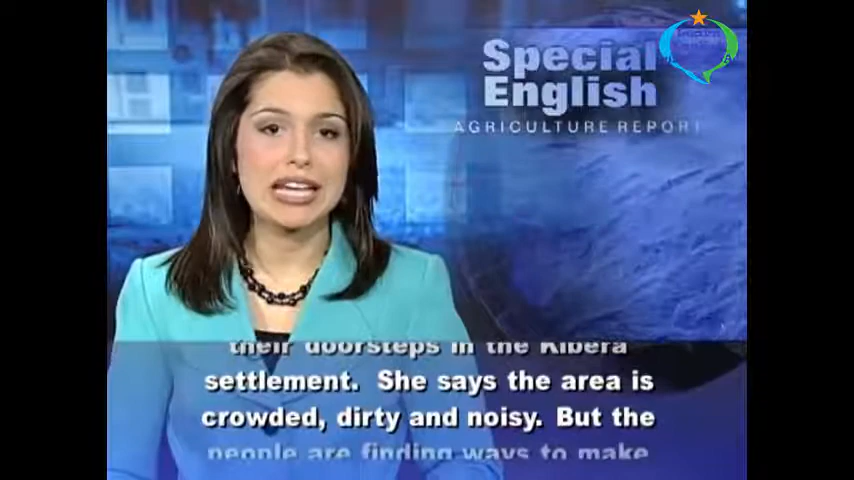 Special
English
AGRICULTURE REPORT
Learn
their doorsteps in the Kibera
settlement. She says the area is
crowded, dirty and noisy. But the
people are finding ways to make